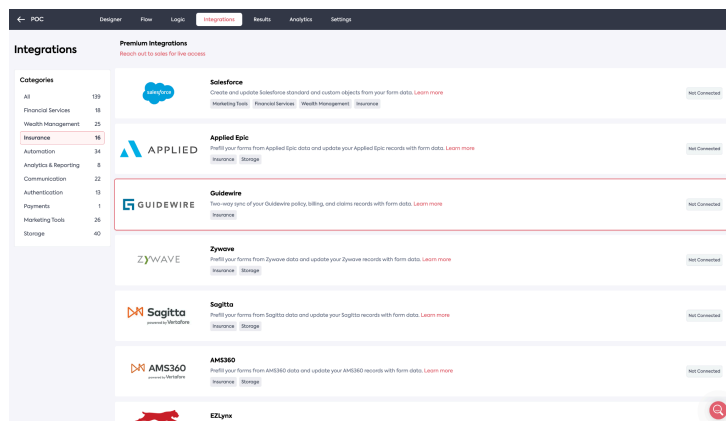 POC
Designer
Flow
Logic
Integrations
Results
Analytics
Settings
Integrations
Premium Integrations
Reach out to sales for live access
Categories
All 139
Financial Services 18
Wealth Management 25
Insurance 16
Automation 34
Analytics & Reporting 8
Communication 22
Authentication 13
Payments 1
Marketing Tools 26
Storage 40
salesforce
Salesforce
Create and update Salesforce standard and custom objects from your form data. Learn more
Marketing Tools Financial Services Wealth Management Insurance
Not Connected
APPLIED
Applied Epic
Prefill your forms from Applied Epic data and update your Applied Epic records with form data. Learn more
Insurance Storage
Not Connected
GUIDEWIRE
Guidewire
Two-way sync of your Guidewire policy, billing, and claims records with form data. Learn more
Insurance
Not Connected
ZYWAVE
Zywave
Prefill your forms from Zywave data and update your Zywave records with form data. Learn more
Insurance Storage
Not Connected
Sagitta
powered by Vertafore
Sagitta
Prefill your forms from Sagitta data and update your Sagitta records with form data. Learn more
Insurance Storage
Not Connected
AMS360
powered by Vertafore
AMS360
Prefill your forms from AMS360 data and update your AMS360 records with form data. Learn more
Insurance Storage
Not Connected
EZLynx